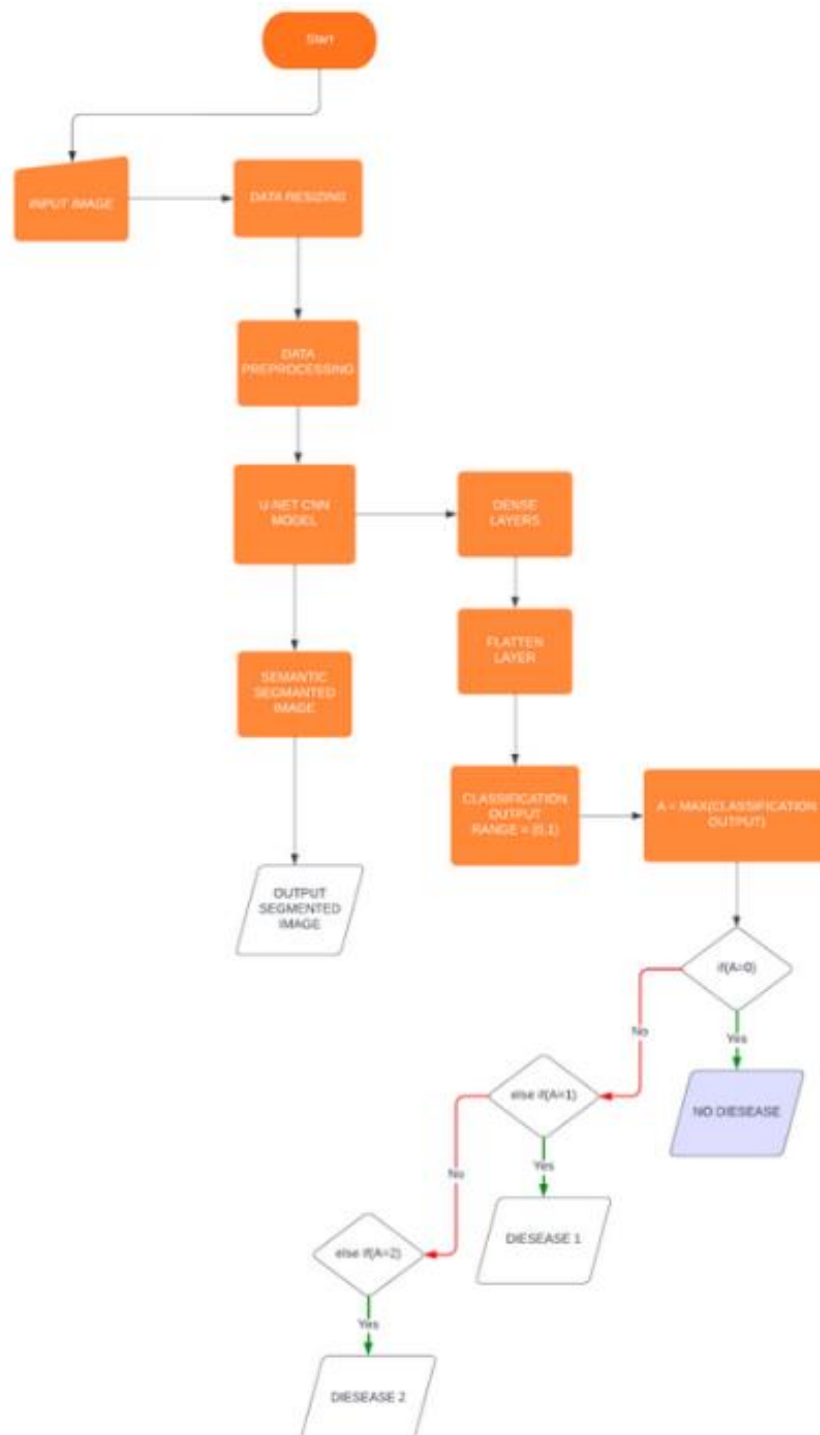 Start
INPUT IMAGE
DATA RESIZING
DATA
PREPROCESSING
U-NET CNN
MODEL
DENSE
LAYERS
FLATTEN
LAYER
SEMANTIC
SEGMANTED
IMAGE
CLASSIFICATION
OUTPUT
RANGE = (0,1)
A = MAX(CLASSIFICATION
OUTPUT)
OUTPUT
SEGMENTED
IMAGE
if(A=0)
No
Yes
NO DIESEASE
else if(A=1)
No
Yes
DIESEASE 1
else if(A=2)
Yes
DIESEASE 2